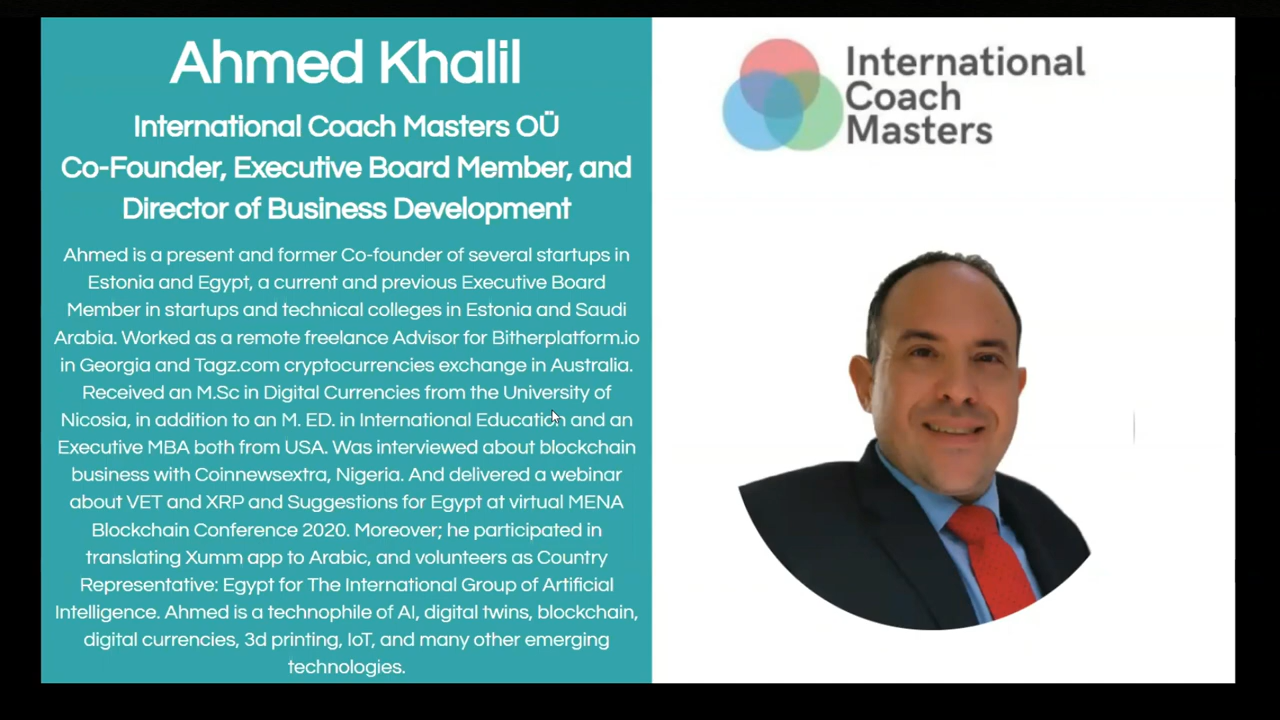 Ahmed Khalil
International Coach Masters OÜ
Co-Founder, Executive Board Member, and
Director of Business Development
Ahmed is a present and former Co-founder of several startups in
Estonia and Egypt, a current and previous Executive Board
Member in startups and technical colleges in Estonia and Saudi
Arabia. Worked as a remote freelance Advisor for Bitherplatform.io
in Georgia and Tagz.com cryptocurrencies exchange in Australia.
Received an M.Sc in Digital Currencies from the University of
Nicosia, in addition to an M. ED. in International Education and an
Executive MBA both from USA. Was interviewed about blockchain
business with Coinnewsextra, Nigeria. And delivered a webinar
about VET and XRP and Suggestions for Egypt at virtual MENA
Blockchain Conference 2020. Moreover; he participated in
translating Xumm app to Arabic, and volunteers as Country
Representative: Egypt for The International Group of Artificial
Intelligence. Ahmed is a technophile of AI, digital twins, blockchain,
digital currencies, 3d printing, IoT, and many other emerging
technologies.
International
Coach
Masters